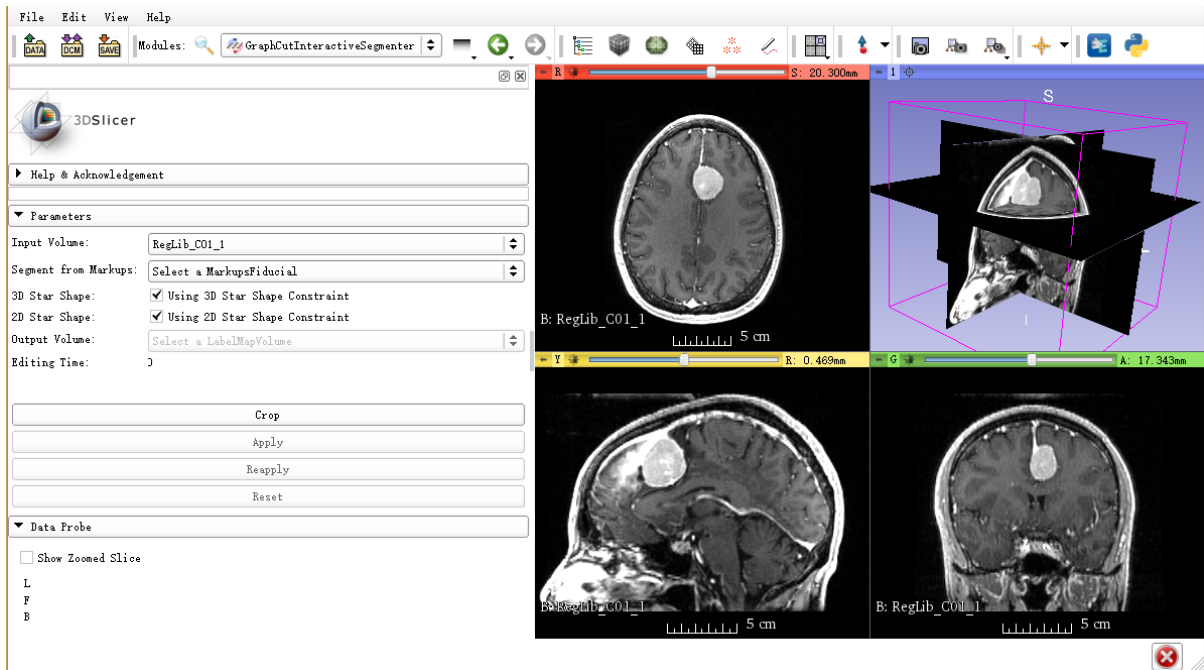 File Edit View Help
DATA DCM SAVE Modules: GraphCutInteractiveSegmenter
3DSlicer
Help & Acknowledgement
Parameters
Input Volume: RegLib_C01_1
Segment from Markups: Select a MarkupsFiducial
3D Star Shape: Using 3D Star Shape Constraint
2D Star Shape: Using 2D Star Shape Constraint
Output Volume: Select a LabelMapVolume
Editing Time: 0
Crop
Apply
Reapply
Reset
Data Probe
Show Zoomed Slice
L
F
B
R S: 20.300mm
B: RegLib_C01_1
5 cm
1
S
I
Y R: 0.469mm
B: RegLib_C01_1
5 cm
G A: 17.343mm
B: RegLib_C01_1
5 cm